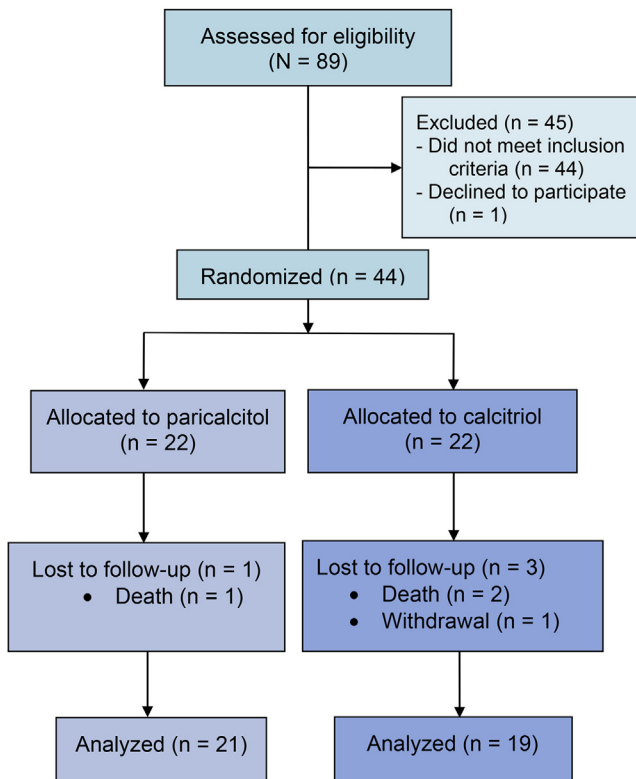 Assessed for eligibility
(N = 89)
Excluded (n = 45)
- Did not meet inclusion
criteria (n = 44)
- Declined to participate
(n = 1)
Randomized (n = 44)
Allocated to paricalcitol
(n = 22)
Allocated to calcitriol
(n = 22)
Lost to follow-up (n = 1)
• Death (n = 1)
Lost to follow-up (n = 3)
• Death (n = 2)
• Withdrawal (n = 1)
Analyzed (n = 21)
Analyzed (n = 19)